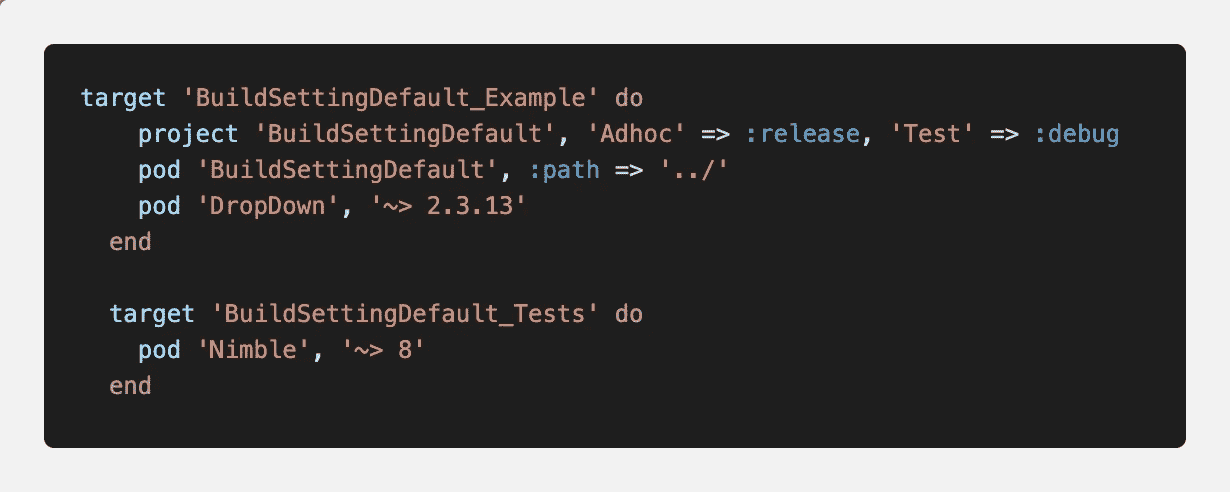 target 'BuildSettingDefault_Example' do
    project 'BuildSettingDefault', 'Adhoc' => :release, 'Test' => :debug
    pod 'BuildSettingDefault', :path => '../'
    pod 'DropDown', '~> 2.3.13'
  end

  target 'BuildSettingDefault_Tests' do
    pod 'Nimble', '~> 8'
  end